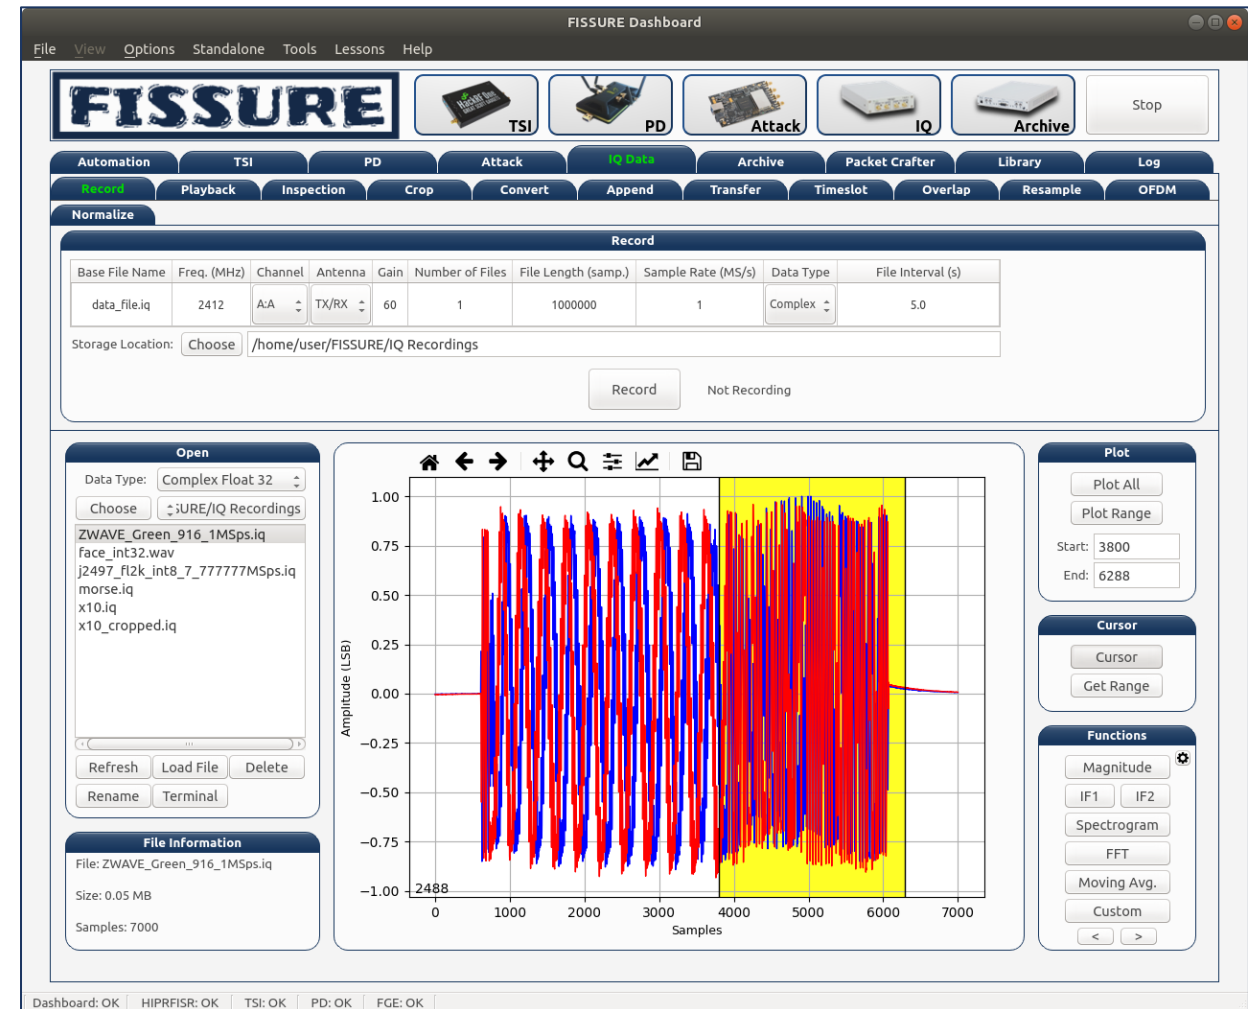 FISSURE Dashboard
File View Options Standalone Tools Lessons Help
FISSURE
HackRF One
TSI PD Attack IQ Archive Stop
Automation TSI PD Attack IQ Data Archive Packet Crafter Library Log
Record Playback Inspection Crop Convert Append Transfer Timeslot Overlap Resample OFDM
Normalize
Record
Base File Name Freq. (MHz) Channel Antenna Gain Number of Files File Length (samp.) Sample Rate (MS/s) Data Type File Interval (s)
data_file.iq 2412 A:A TX/RX 60 1 1000000 1 Complex 5.0
Storage Location: Choose /home/user/FISSURE/IQ Recordings
Record Not Recording
Open
Data Type: Complex Float 32
Choose SURE/IQ Recordings
ZWAVE_Green_916_1MSps.iq
face_int32.wav
j2497_fl2k_int8_7_777777MSps.iq
morse.iq
x10.iq
x10_cropped.iq
Refresh Load File Delete
Rename Terminal
File Information
File: ZWAVE_Green_916_1MSps.iq
Size: 0.05 MB
Samples: 7000
1.00
0.75
0.50
0.25
0.00
−0.25
−0.50
−0.75
−1.00
Amplitude (LSB)
2488
0 1000 2000 3000 4000 5000 6000 7000
Samples
Plot
Plot All
Plot Range
Start: 3800
End: 6288
Cursor
Cursor
Get Range
Functions
Magnitude
IF1 IF2
Spectrogram
FFT
Moving Avg.
Custom
< >
Dashboard: OK HIPRFISR: OK TSI: OK PD: OK FGE: OK